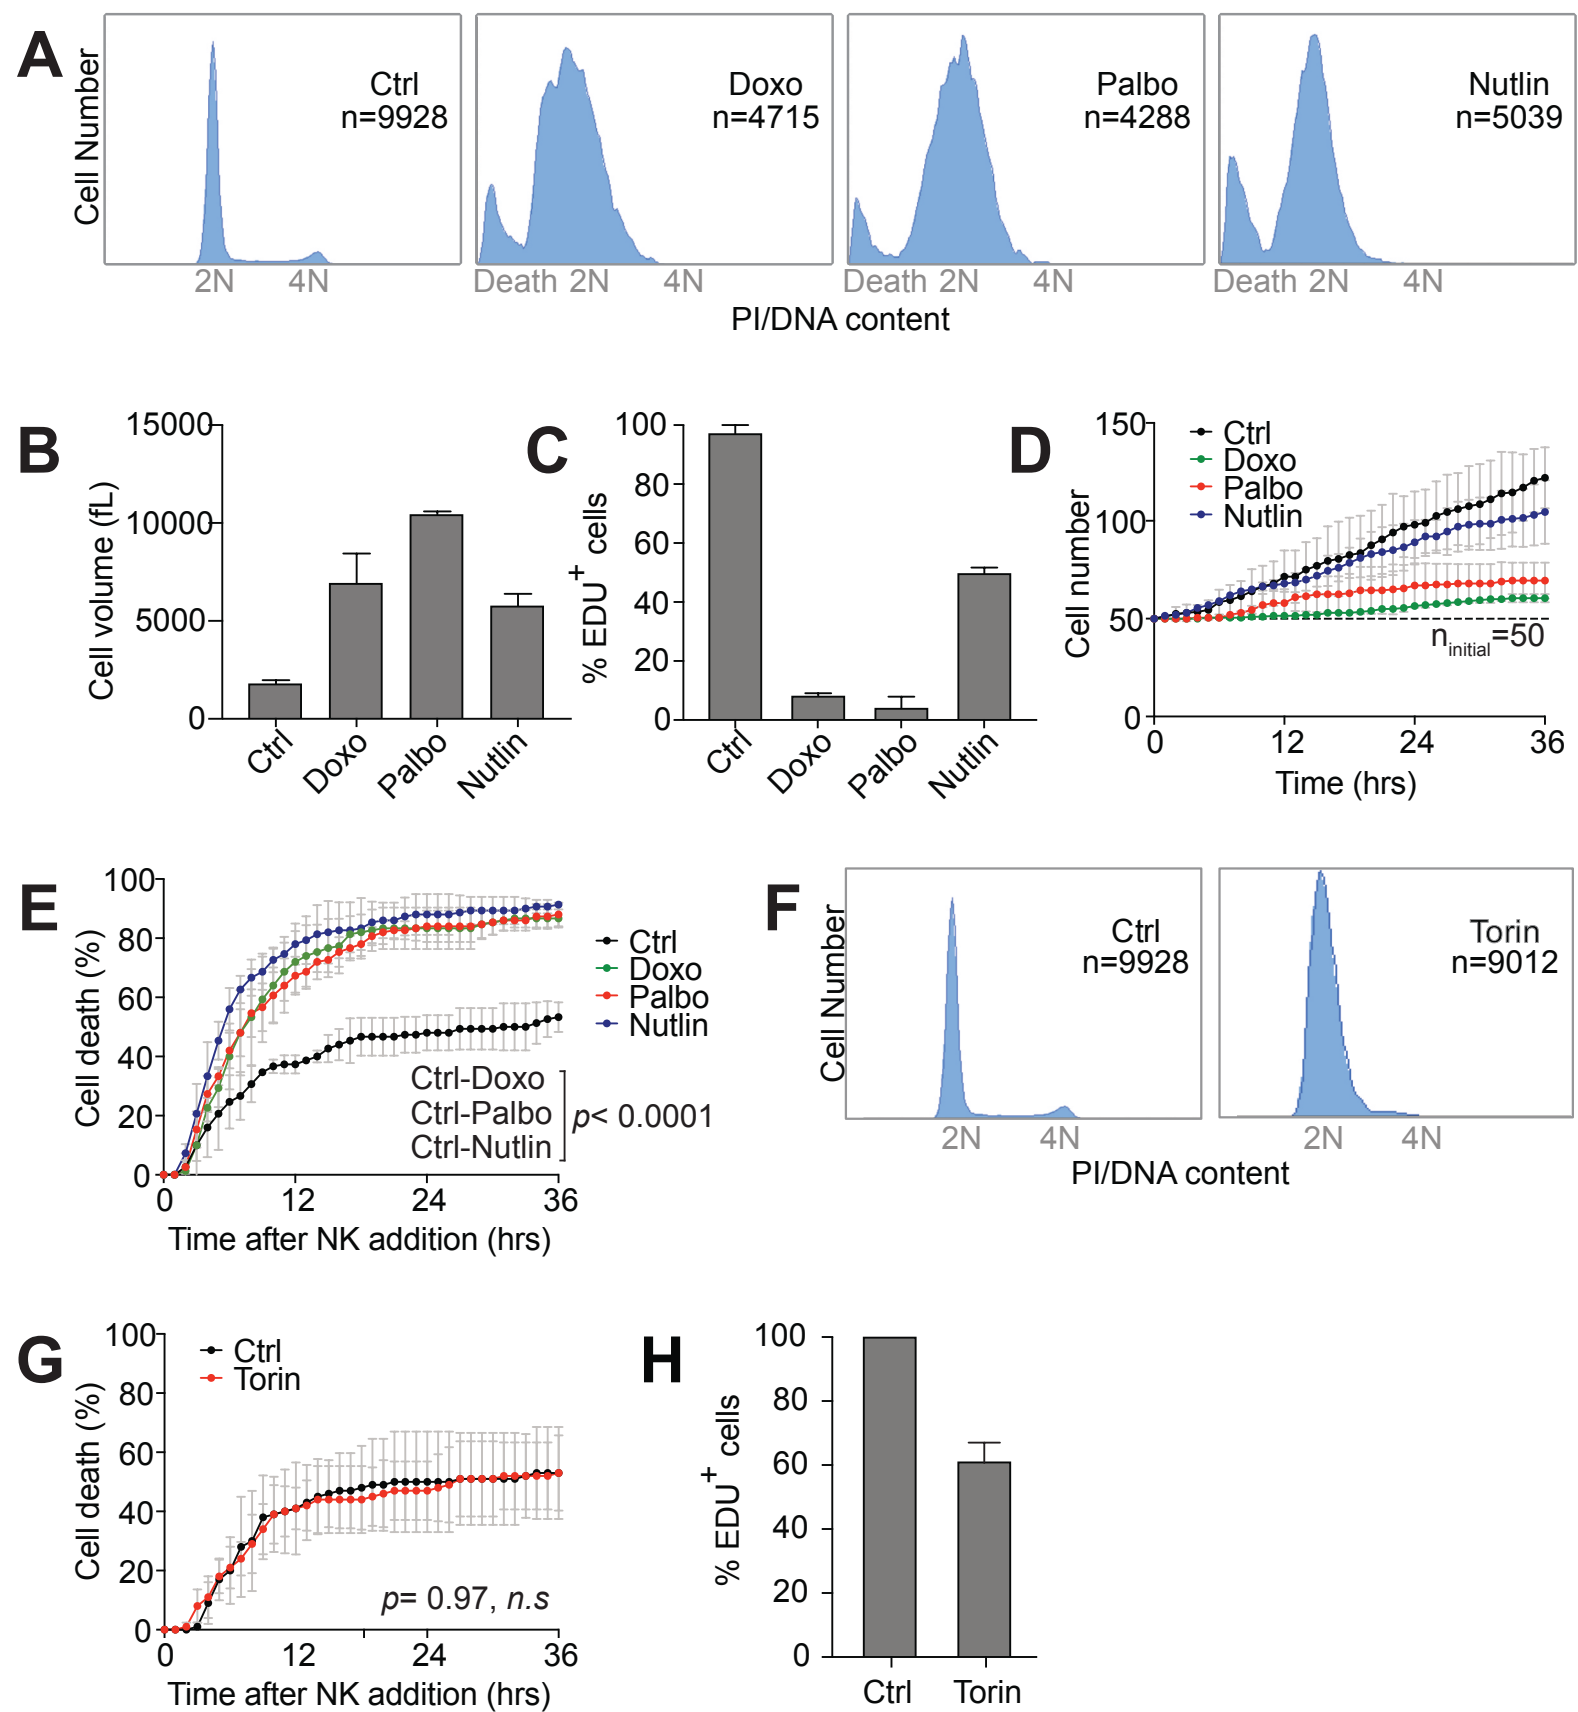 A
Cell Number
Ctrl
n=9928
Doxo
n=4715
Palbo
n=4288
Nutlin
n=5039
2N 4N
Death 2N 4N
Death 2N 4N
Death 2N 4N
PI/DNA content
B
Cell volume (fL)
15000
10000
5000
0
Ctrl
Doxo
Palbo
Nutlin
C
% EDU+ cells
100
80
60
40
20
0
Ctrl
Doxo
Palbo
Nutlin
D
Cell number
150
100
50
0
Ctrl
Doxo
Palbo
Nutlin
ninitial=50
0 12 24 36
Time (hrs)
E
Cell death (%)
100
80
60
40
20
0
Ctrl
Doxo
Palbo
Nutlin
Ctrl-Doxo
Ctrl-Palbo
Ctrl-Nutlin
p< 0.0001
0 12 24 36
Time after NK addition (hrs)
F
Cell Number
Ctrl
n=9928
Torin
n=9012
2N 4N
2N 4N
PI/DNA content
G
Cell death (%)
100
80
60
40
20
0
Ctrl
Torin
p= 0.97, n.s
0 12 24 36
Time after NK addition (hrs)
H
% EDU+ cells
100
80
60
40
20
0
Ctrl Torin